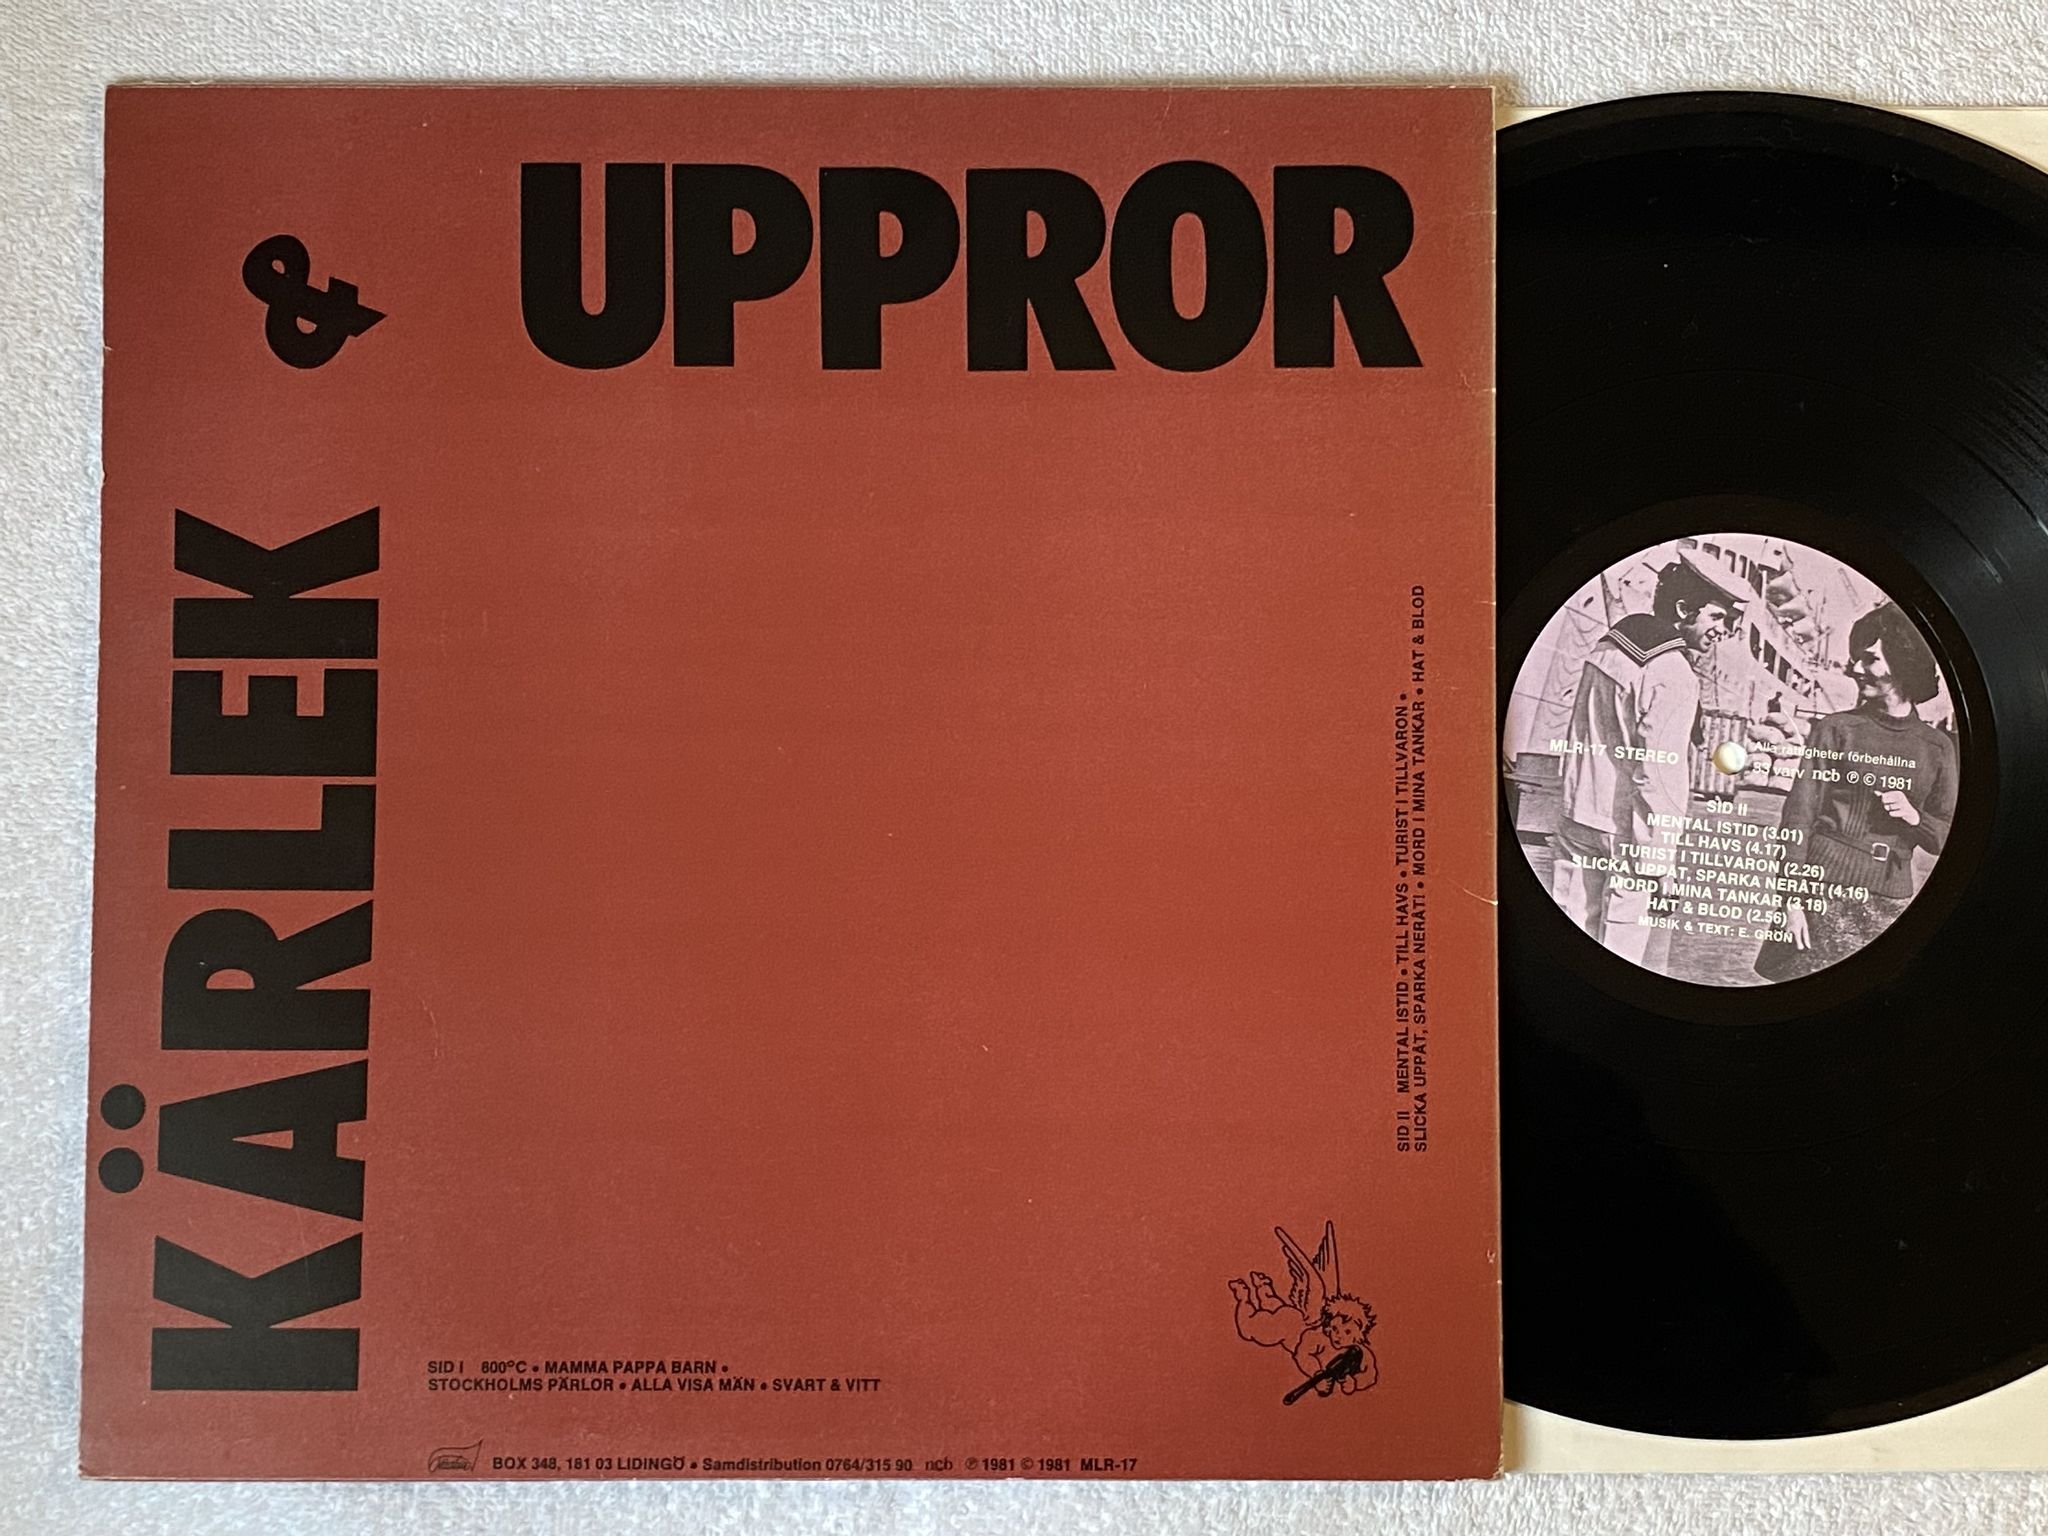 KÄRLEK
&
UPPROR
SID I 800°C • MAMMA PAPPA BARN •
STOCKHOLMS PÄRLOR • ALLA VISA MÄN • SVART & VITT
SID II MENTAL ISTID • TILL HAVS • TURIST I TILLVARON •
SLICKA UPPÅT, SPARKA NERÅT! • MORD I MINA TANKAR • HAT & BLOD
BOX 348, 181 03 LIDINGÖ • Samdistribution 0764/315 90 ncb ℗ 1981 © 1981 MLR-17
MLR-17 STEREO
Alla rättigheter förbehållna
33 varv ncb ℗ © 1981
SID II
MENTAL ISTID (3.01)
TILL HAVS (4.17)
TURIST I TILLVARON (2.26)
SLICKA UPPÅT, SPARKA NERÅT! (4.16)
MORD I MINA TANKAR (3.18)
HAT & BLOD (2.56)
MUSIK & TEXT: E. GRÖN